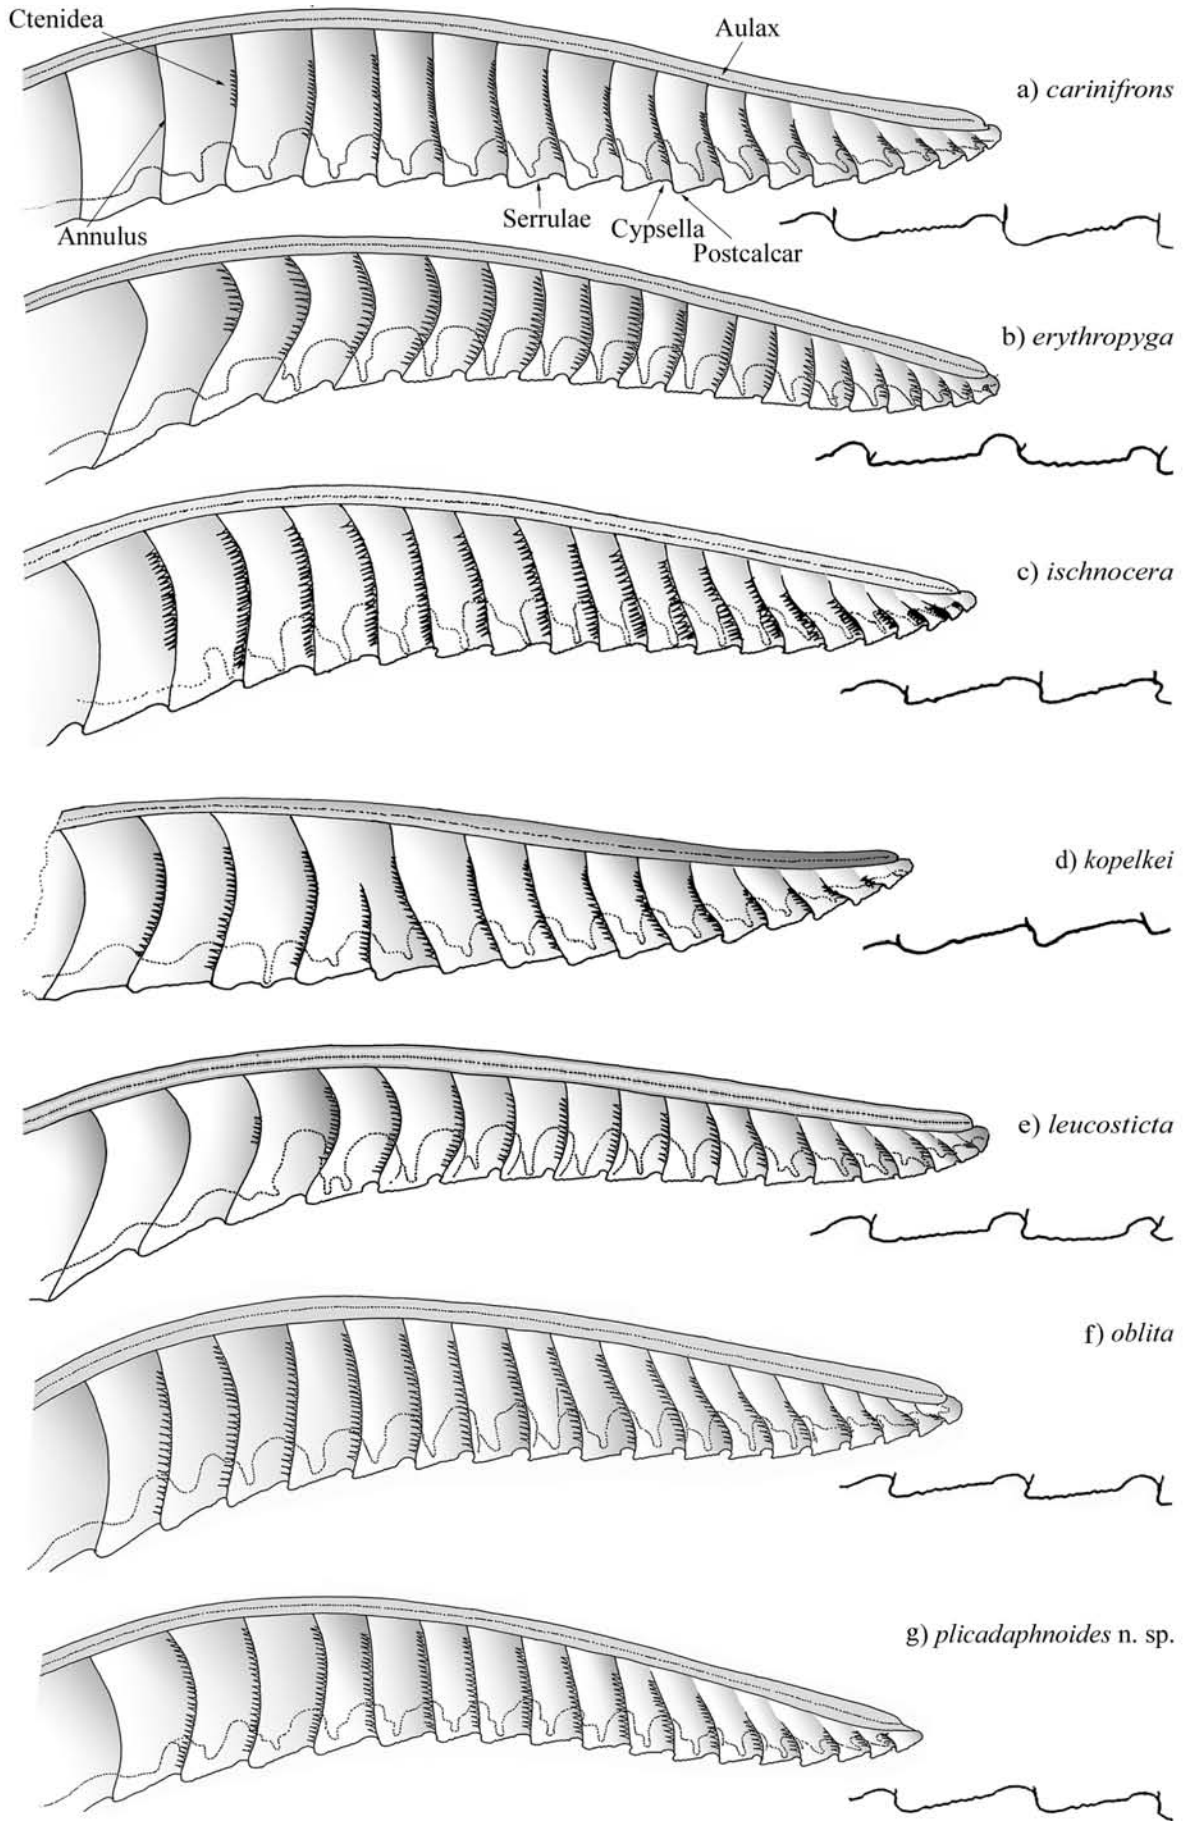 Ctenidea
Aulax
a) carinifrons
Annulus
Serrulae
Cypsella
Postcalcar
b) erythropyga
c) ischnocera
d) kopelkei
e) leucosticta
f) oblita
g) plicadaphnoides n. sp.